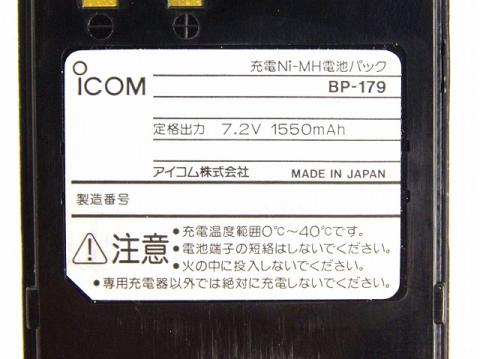 ICOM
充電Ni-MH電池パック
BP-179
定格出力 7.2V 1550mAh
アイコム株式会社 MADE IN JAPAN
製造番号
注意
•充電温度範囲0℃~40℃です。
•電池端子の短絡はしないでください。
•火の中に投入しないでください。
•専用充電器以外では絶対に充電しないでください。